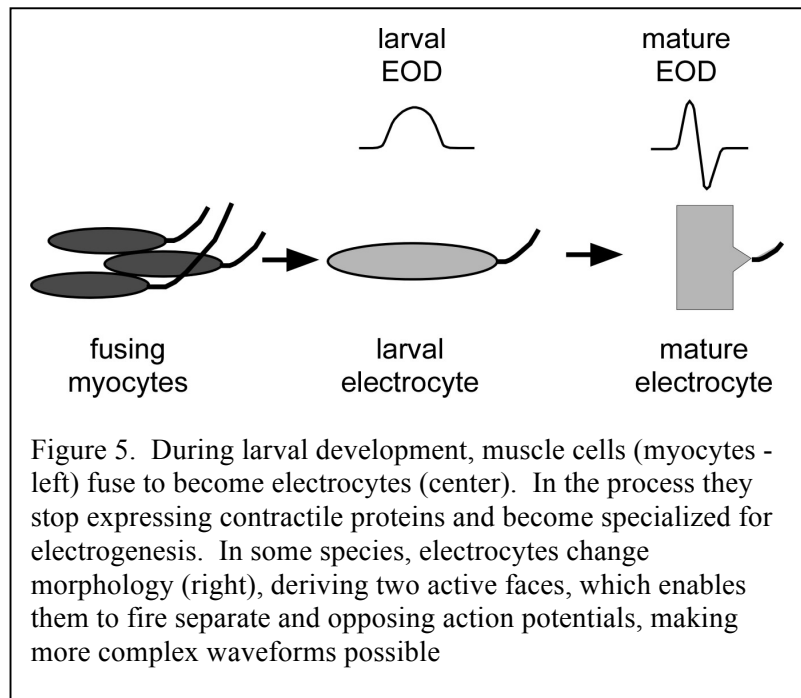 larval
EOD
mature
EOD
fusing
myocytes
larval
electrocyte
mature
electrocyte
Figure 5.  During larval development, muscle cells (myocytes -
left) fuse to become electrocytes (center).  In the process they
stop expressing contractile proteins and become specialized for
electrogenesis.  In some species, electrocytes change
morphology (right), deriving two active faces, which enables
them to fire separate and opposing action potentials, making
more complex waveforms possible